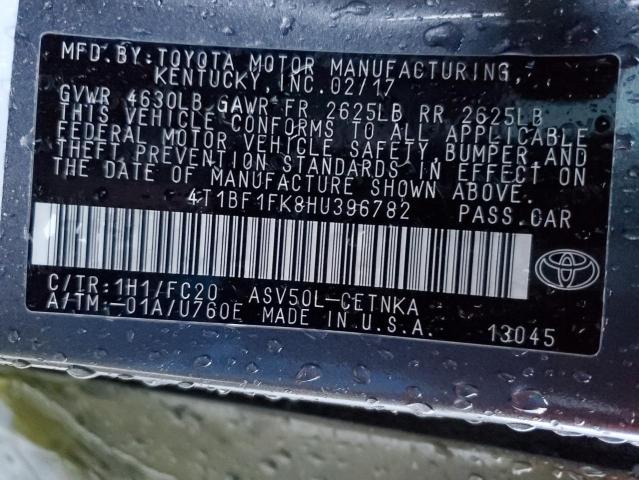 MFD. BY: TOYOTA MOTOR MANUFACTURING,
KENTUCKY, INC. 02/17
GVWR 4630LB GAWR FR 2625LB RR 2625LB
THIS VEHICLE CONFORMS TO ALL APPLICABLE
FEDERAL MOTOR VEHICLE SAFETY, BUMPER, AND
THEFT PREVENTION STANDARDS IN EFFECT ON
THE DATE OF MANUFACTURE SHOWN ABOVE.
4T1BF1FK8HU396782 PASS.CAR
C/TR: 1H1/FC20 ASV50L-CETNKA
A/TM: -01A/U760E MADE IN U.S.A. 13045